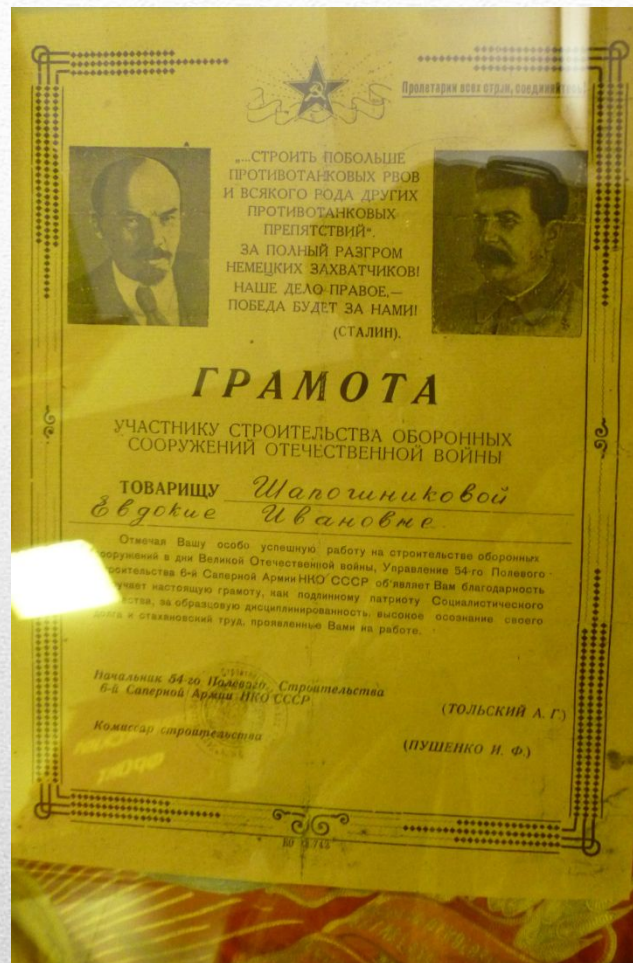 Пролетарии всех стран, соединяйтесь!
„...СТРОИТЬ ПОБОЛЬШЕ
ПРОТИВОТАНКОВЫХ РВОВ
И ВСЯКОГО РОДА ДРУГИХ
ПРОТИВОТАНКОВЫХ
ПРЕПЯТСТВИЙ".
ЗА ПОЛНЫЙ РАЗГРОМ
НЕМЕЦКИХ ЗАХВАТЧИКОВ!
НАШЕ ДЕЛО ПРАВОЕ,—
ПОБЕДА БУДЕТ ЗА НАМИ!
(СТАЛИН).
ГРАМОТА
УЧАСТНИКУ СТРОИТЕЛЬСТВА ОБОРОННЫХ
СООРУЖЕНИЙ ОТЕЧЕСТВЕННОЙ ВОЙНЫ
ТОВАРИЩУ Шапошниковой
Евдокие Ивановне
Отмечая Вашу особо успешную работу на строительстве оборонных
сооружений в дни Великой Отечественной войны, Управление 54-го Полевого
Строительства 6-й Саперной Армии НКО СССР об'являет Вам благодарность
и вручает настоящую грамоту, как подлинному патриоту Социалистического
за образцовую дисциплинированность, высокое осознание своего
долга и стахановский труд, проявленные Вами на работе.
Начальник 54-го Полевого Строительства
6-й Саперной Армии НКО СССР
(ТОЛЬСКИЙ А. Г.)
Комиссар строительства
(ПУШЕНКО И. Ф.)